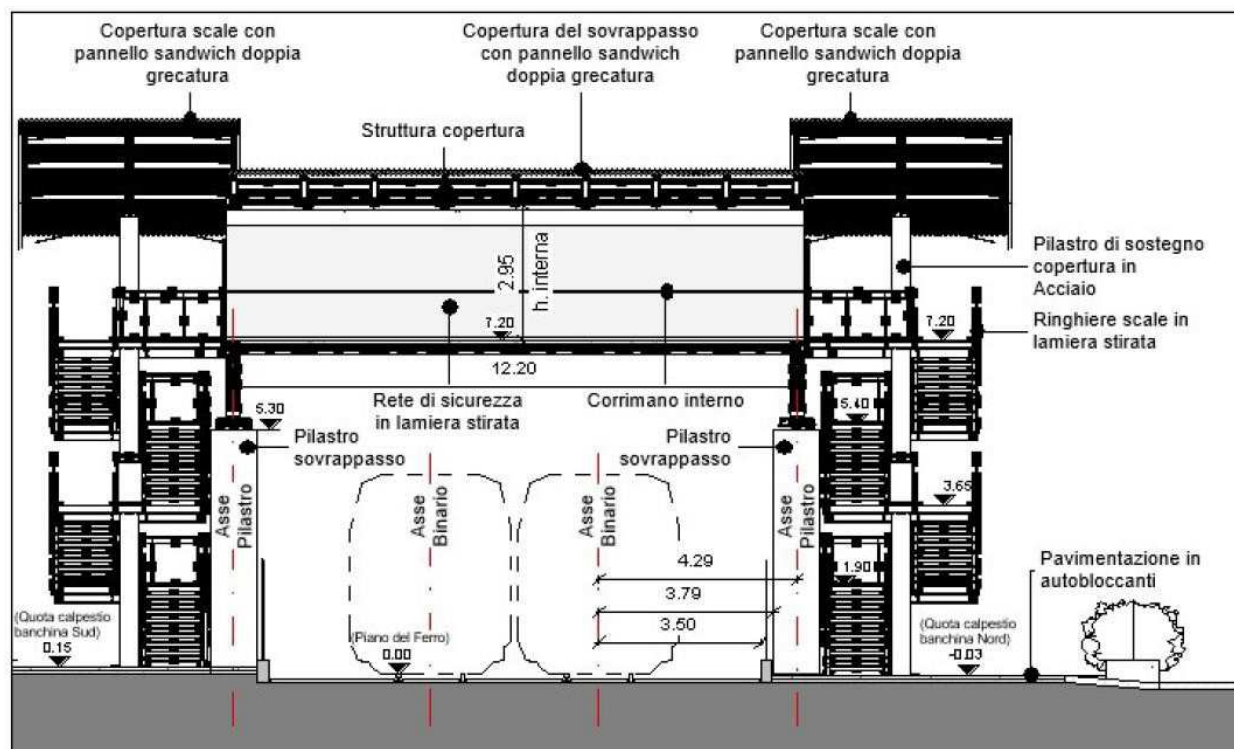 Copertura scale con
pannello sandwich doppia
grecatura
Copertura del sovrappasso
con pannello sandwich
doppia grecatura
Copertura scale con
pannello sandwich doppia
grecatura
Struttura copertura
Pilastro di sostegno
copertura in
Acciaio
2.95
h. interna
7.20
7.20
Ringhiere scale in
lamiera stirata
12.20
Rete di sicurezza
in lamiera stirata
Corrimano interno
5.30
5.40
Pilastro
sovrappasso
Pilastro
sovrappasso
3.65
Asse
Pilastro
Asse
Binario
Asse
Binario
Asse
Pilastro
4.29
1.90
Pavimentazione in
autobloccanti
3.79
3.50
(Quota calpestio
banchina Sud)
0.15
(Piano del Ferro)
0.00
(Quota calpestio
banchina Nord)
-0.03